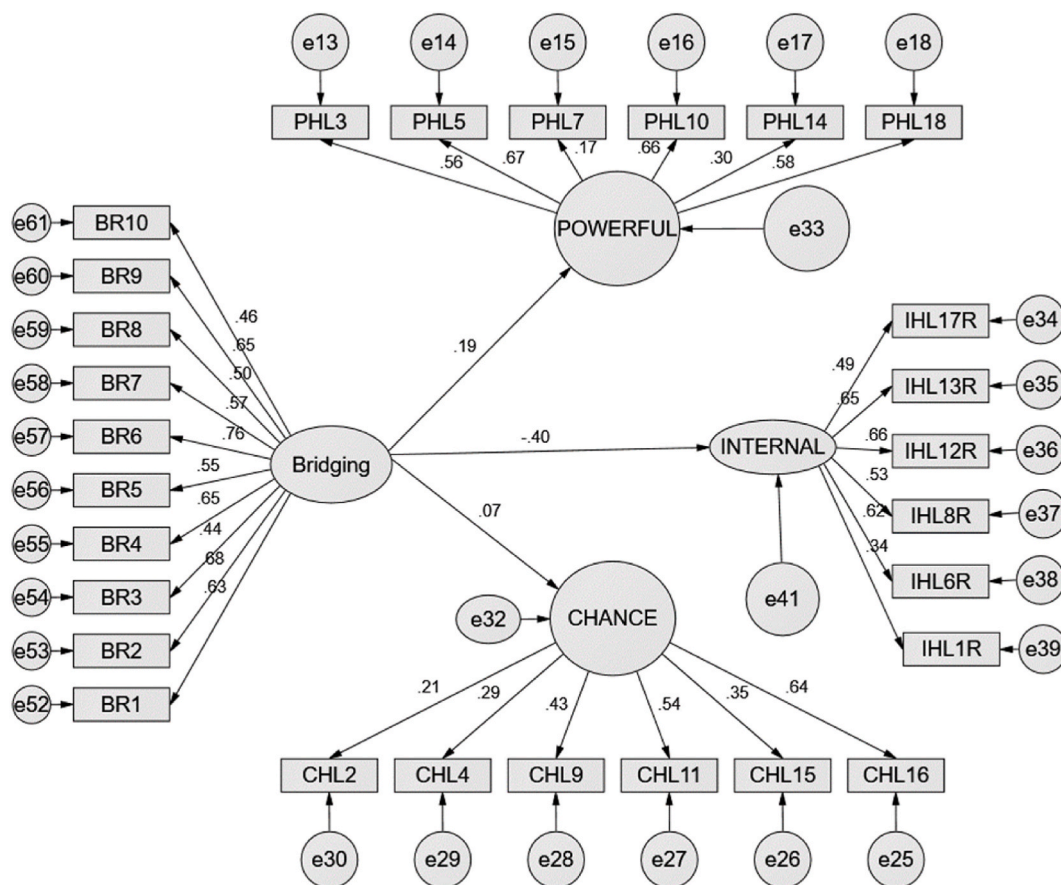 e13 e14 e15 e16 e17 e18
PHL3 PHL5 PHL7 PHL10 PHL14 PHL18
.56 .67 .17 .66 .30 .58
POWERFUL e33
e61 BR10
e60 BR9
e59 BR8
e58 BR7
e57 BR6
e56 BR5
e55 BR4
e54 BR3
e53 BR2
e52 BR1
.46
.65
.50
.57
.76
.55
.65
.44
.68
.63
Bridging
.19
-.40
.07
INTERNAL
e41
.49
.65
.66
.53
.62
.34
IHL17R e34
IHL13R e35
IHL12R e36
IHL8R e37
IHL6R e38
IHL1R e39
e32 CHANCE
.21 .29 .43 .54 .35 .64
CHL2 CHL4 CHL9 CHL11 CHL15 CHL16
e30 e29 e28 e27 e26 e25